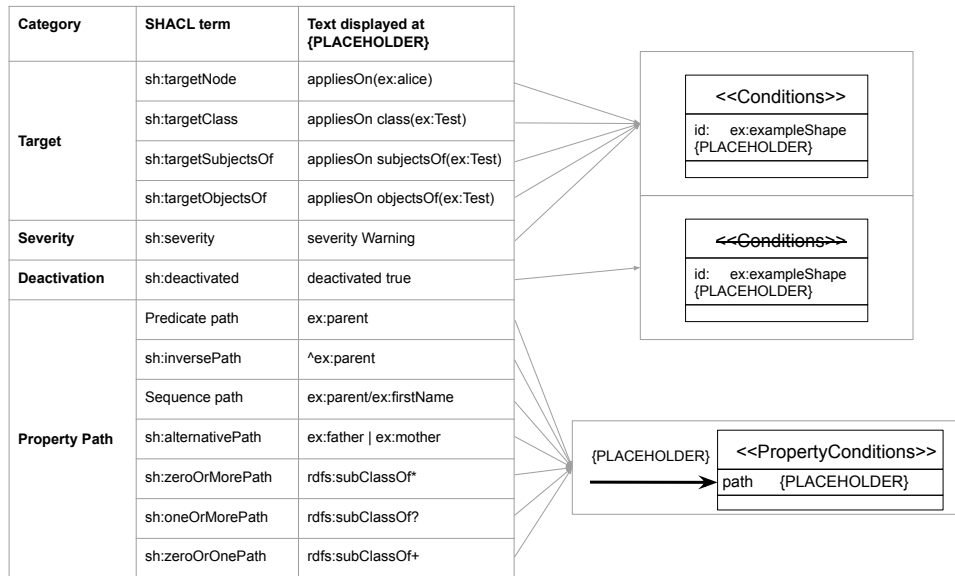 Category SHACL term Text displayed at
{PLACEHOLDER}
Target
sh:targetNode appliesOn(ex:alice)
sh:targetClass appliesOn class(ex:Test)
sh:targetSubjectsOf appliesOn subjectsOf(ex:Test)
sh:targetObjectsOf appliesOn objectsOf(ex:Test)
Severity sh:severity severity Warning
Deactivation sh:deactivated deactivated true
Property Path
Predicate path ex:parent
sh:inversePath ^ex:parent
Sequence path ex:parent/ex:firstName
sh:alternativePath ex:father | ex:mother
sh:zeroOrMorePath rdfs:subClassOf*
sh:oneOrMorePath rdfs:subClassOf?
sh:zeroOrOnePath rdfs:subClassOf+
<<Conditions>>
id: ex:exampleShape
{PLACEHOLDER}
<<Conditions>>
id: ex:exampleShape
{PLACEHOLDER}
{PLACEHOLDER}
<<PropertyConditions>>
path {PLACEHOLDER}